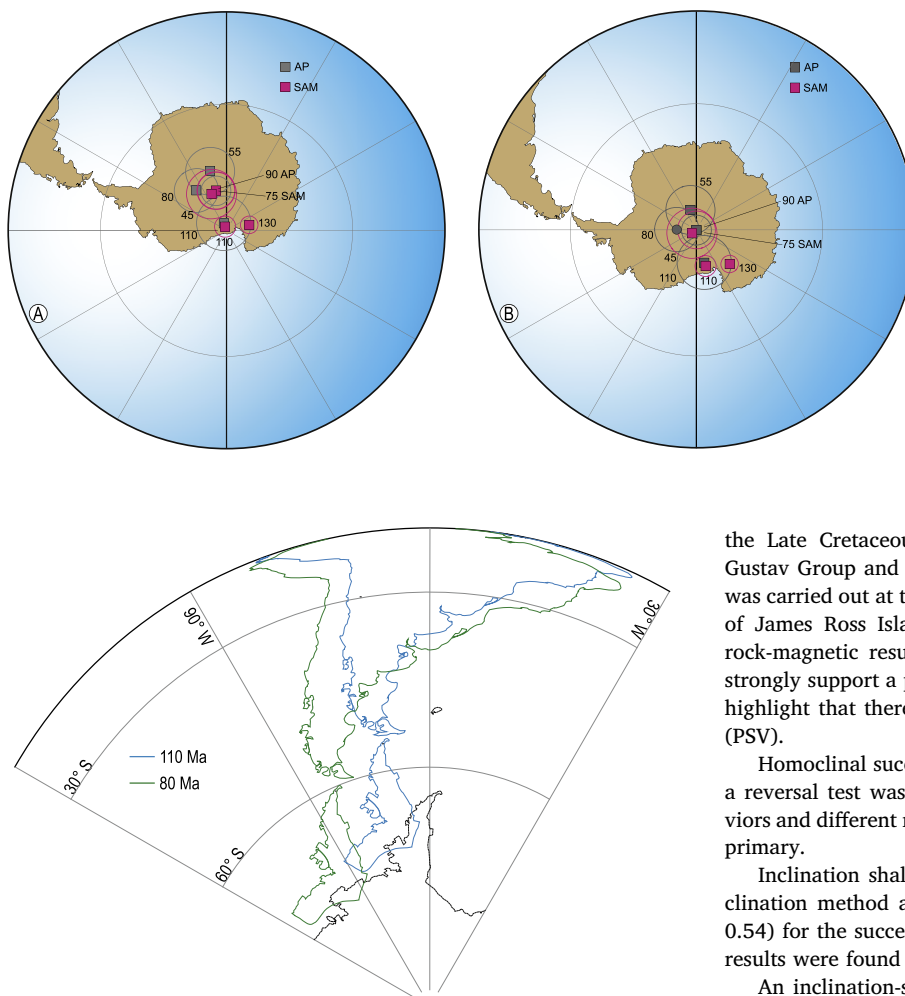 AP
SAM
55
90 AP
80
75 SAM
45
110
130
110
A
AP
SAM
55
90 AP
80
75 SAM
45
110
110
130
B
90° W
30° W
110 Ma
80 Ma
30° S
60° S
the Late Cretaceou
Gustav Group and
was carried out at t
of James Ross Isla
rock-magnetic resu
strongly support a p
highlight that there
(PSV).
Homoclinal succ
a reversal test was
viors and different r
primary.
Inclination shal
clination method a
0.54) for the succe
results were found
An inclination-s